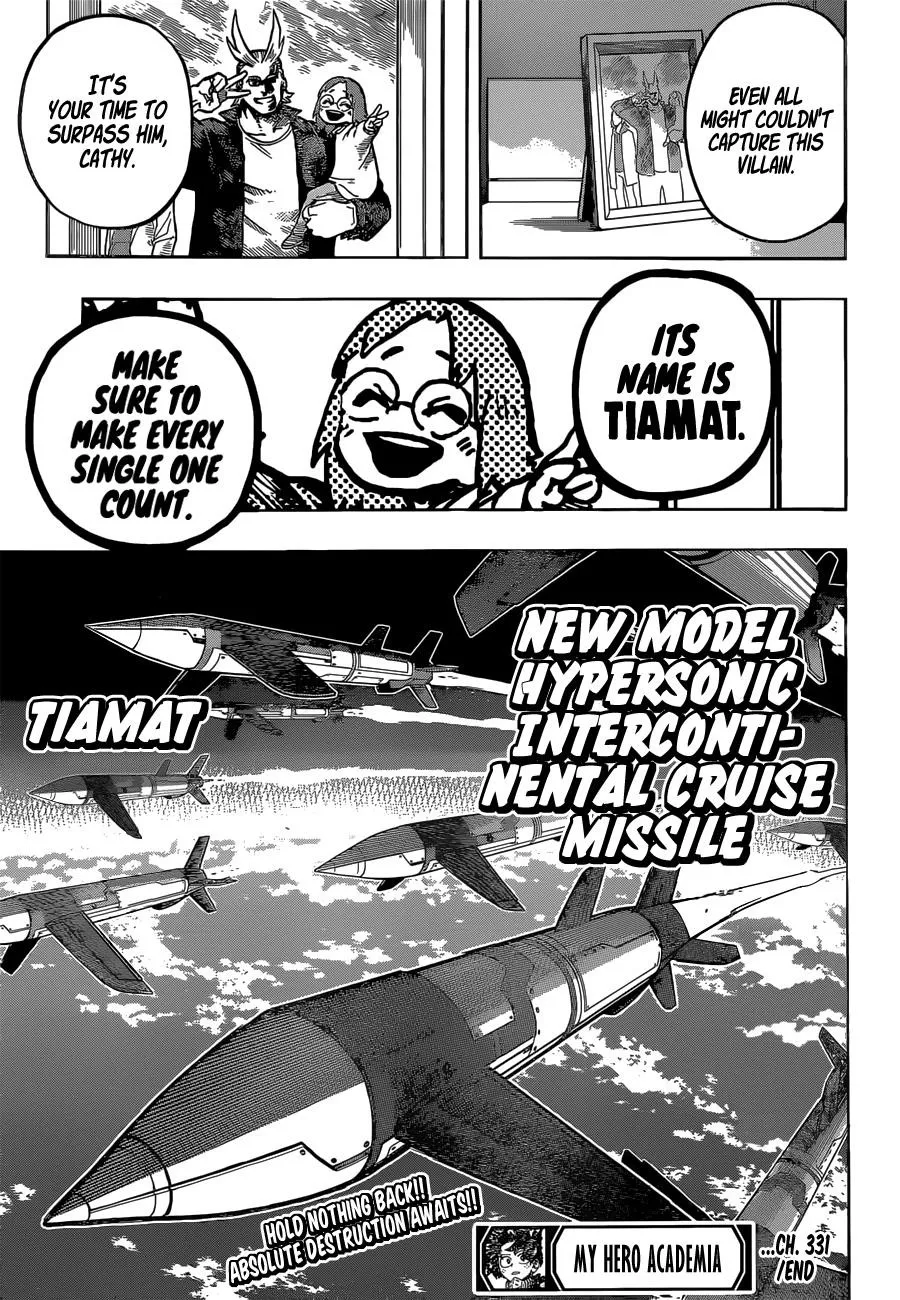 EVEN ALL
MIGHT COULDN'T
CAPTURE THIS
VILLAIN.
IT'S
YOUR TIME TO
SURPASS HIM,
CATHY.
ITS
NAME IS
TIAMAT.
MAKE
SURE TO
MAKE EVERY
SINGLE ONE
COUNT.
NEW MODEL
HYPERSONIC
INTERCONTI-
NENTAL CRUISE
MISSILE
TIAMAT
HOLD NOTHING BACK!!
ABSOLUTE DESTRUCTION AWAITS!!
MY HERO ACADEMIA
...CH. 331
/END